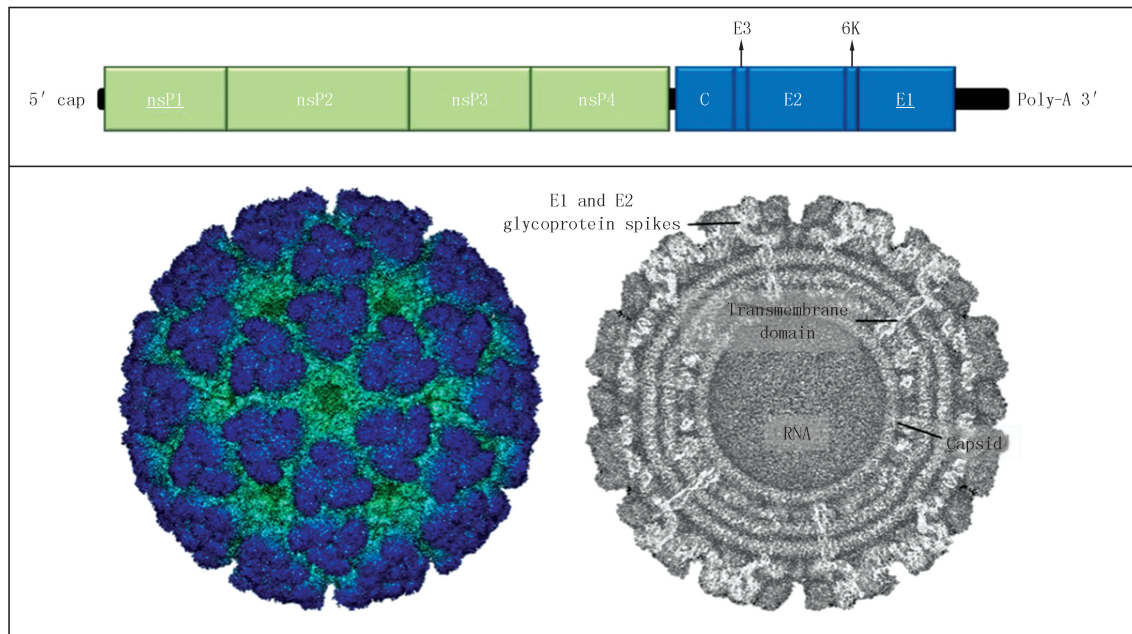 E3 6K
5′ cap nsP1 nsP2 nsP3 nsP4 C E2 E1 Poly-A 3′
E1 and E2
glycoprotein spikes
Transmembrane
domain
RNA
Capsid